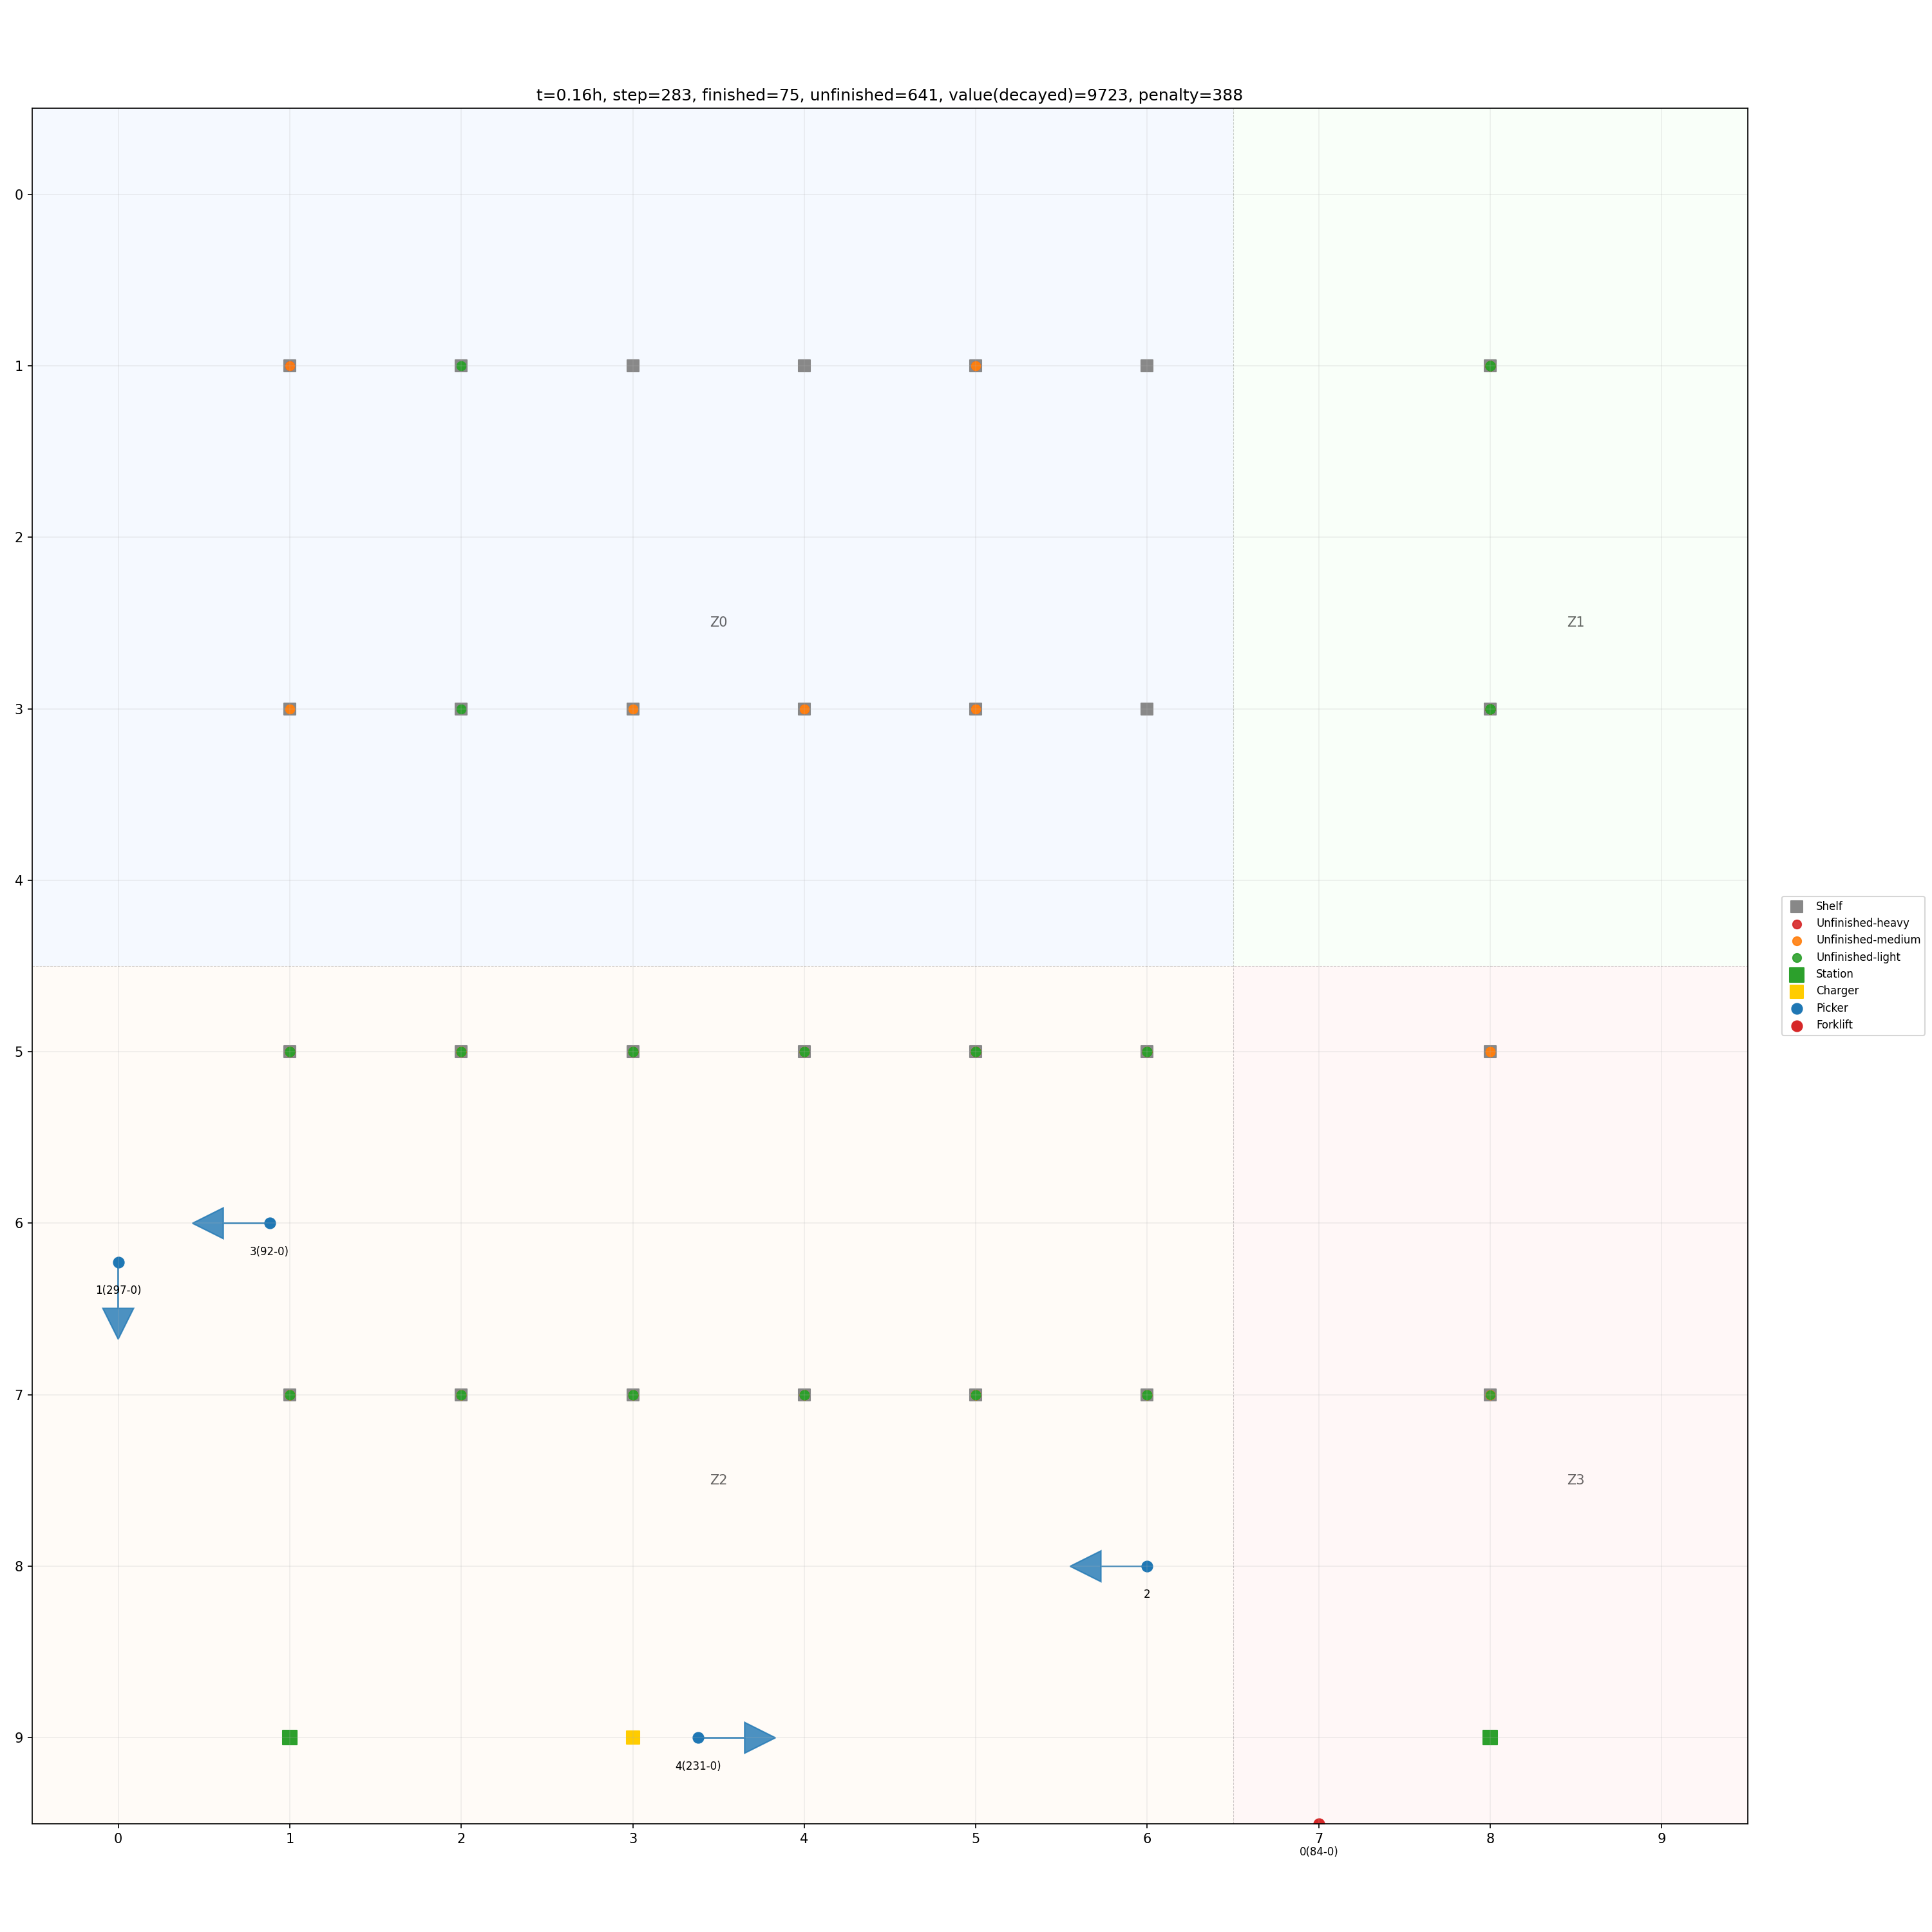 t=0.16h, step=283, finished=75, unfinished=641, value(decayed)=9723, penalty=388
0
1
2
Z0
Z1
3
4
Shelf
Unfinished-heavy
Unfinished-medium
Unfinished-light
Station
Charger
Picker
Forklift
5
6
3(92-0)
1(297-0)
7
Z2
Z3
8
2
9
4(231-0)
0 1 2 3 4 5 6 7 8 9
0(84-0)